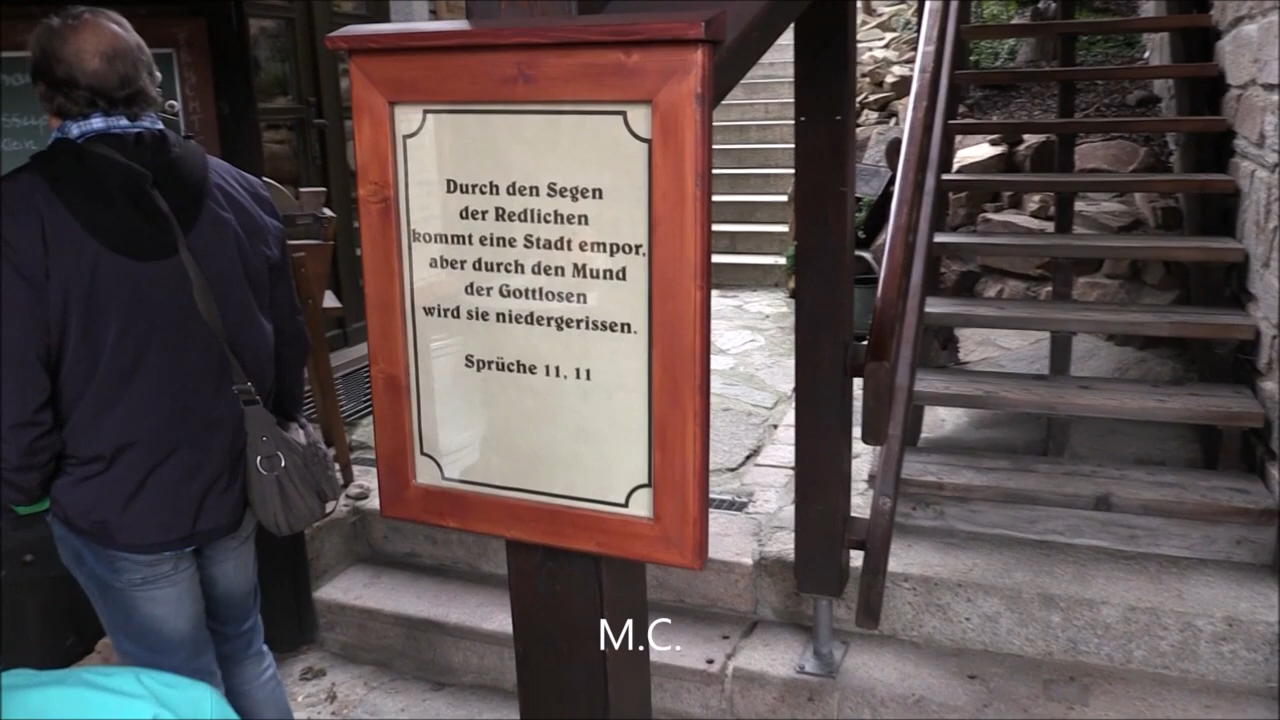 Durch den Segen
der Redlichen
kommt eine Stadt empor,
aber durch den Mund
der Gottlosen
wird sie niedergerissen.
Sprüche 11, 11
M.C.